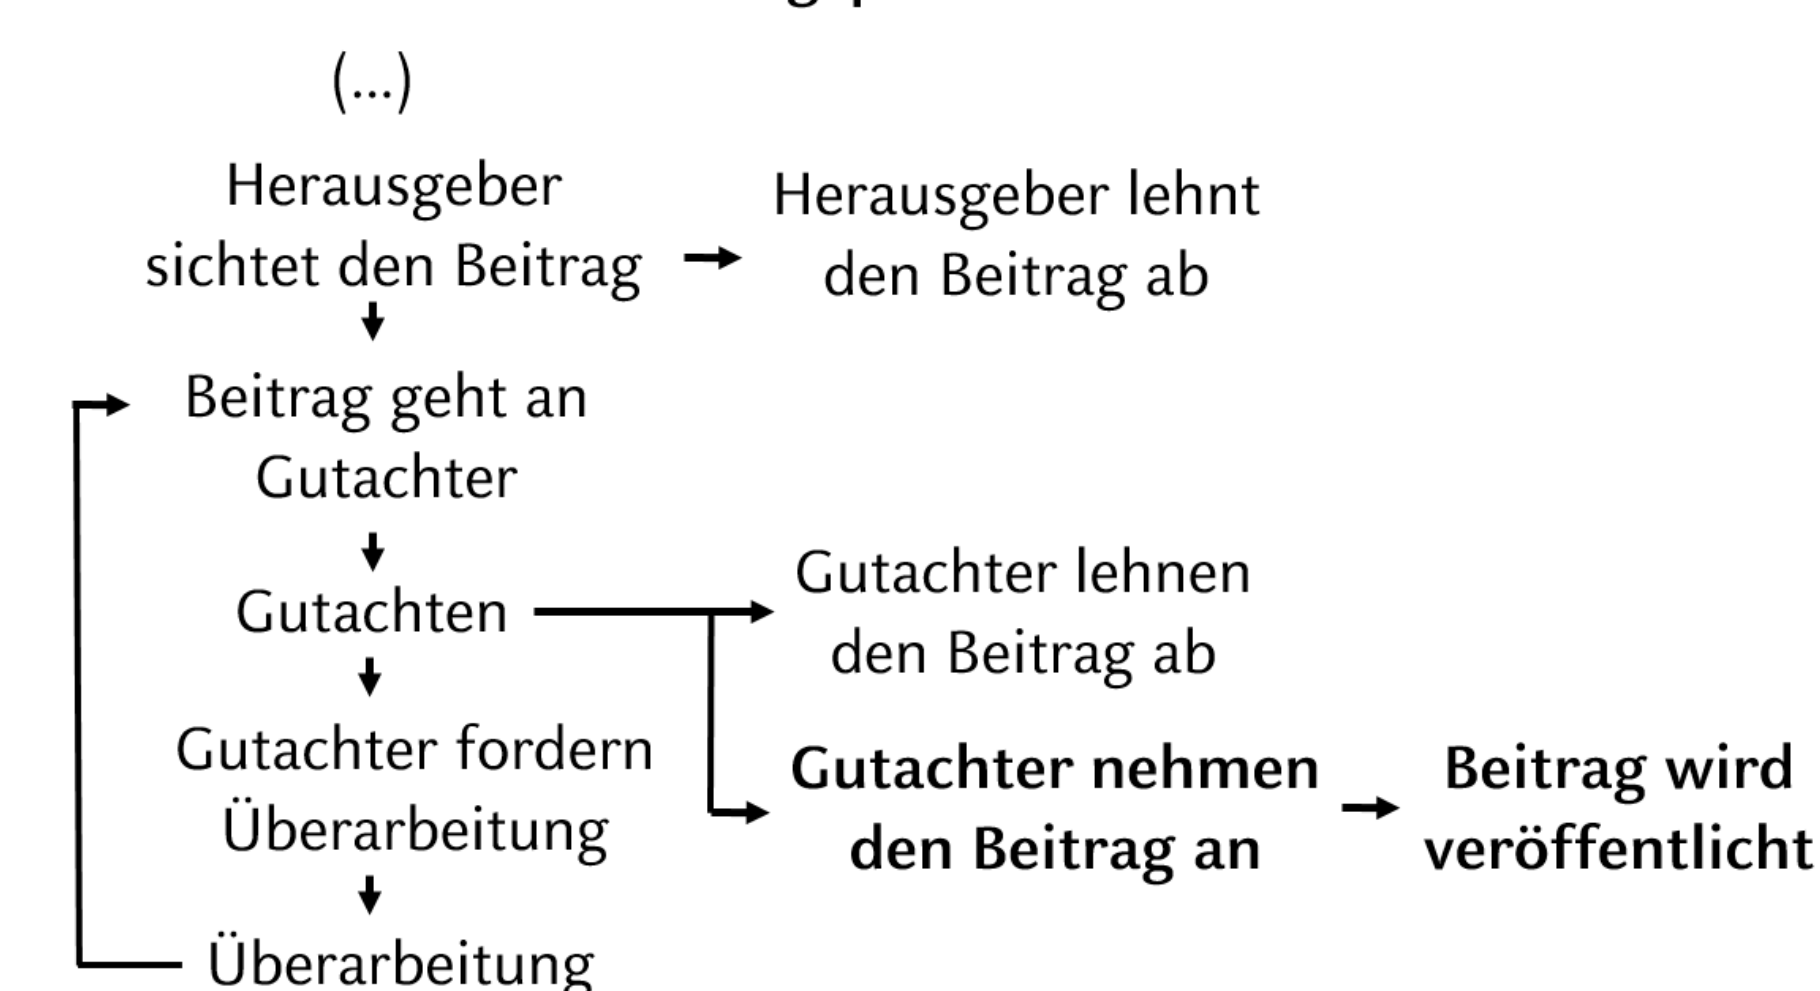 (...)
Herausgeber
sichtet den Beitrag
Herausgeber lehnt
den Beitrag ab
Beitrag geht an
Gutachter
Gutachten
Gutachter lehnen
den Beitrag ab
Gutachter fordern
Überarbeitung
Gutachter nehmen
den Beitrag an
Beitrag wird
veröffentlicht
Überarbeitung